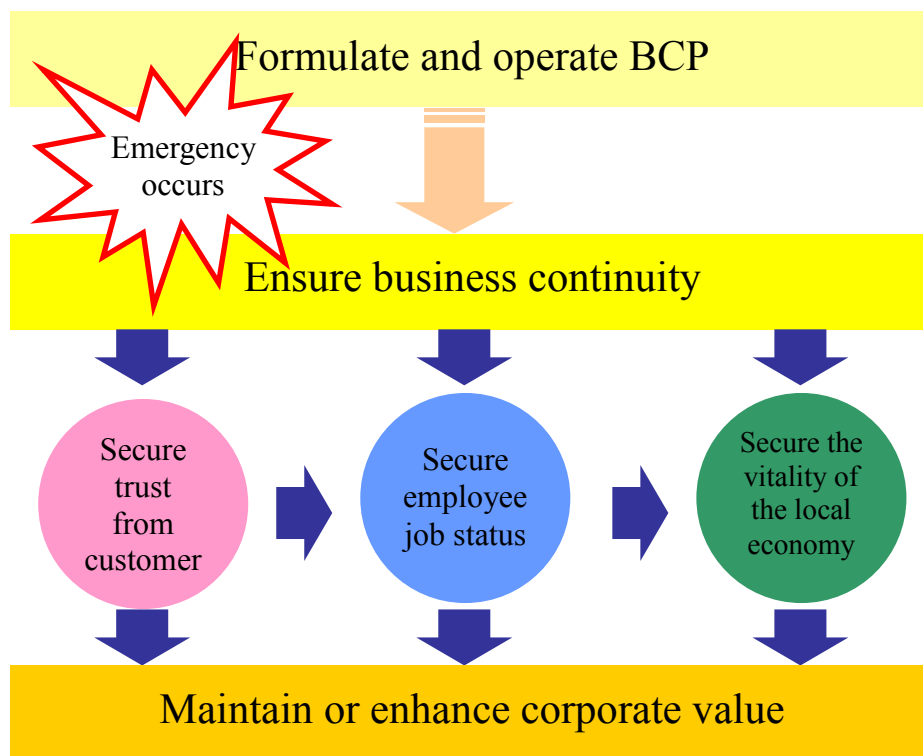 Formulate and operate BCP
Emergency
occurs
Ensure business continuity
Secure
trust
from
customer
Secure
employee
job status
Secure the
vitality of
the local
economy
Maintain or enhance corporate value